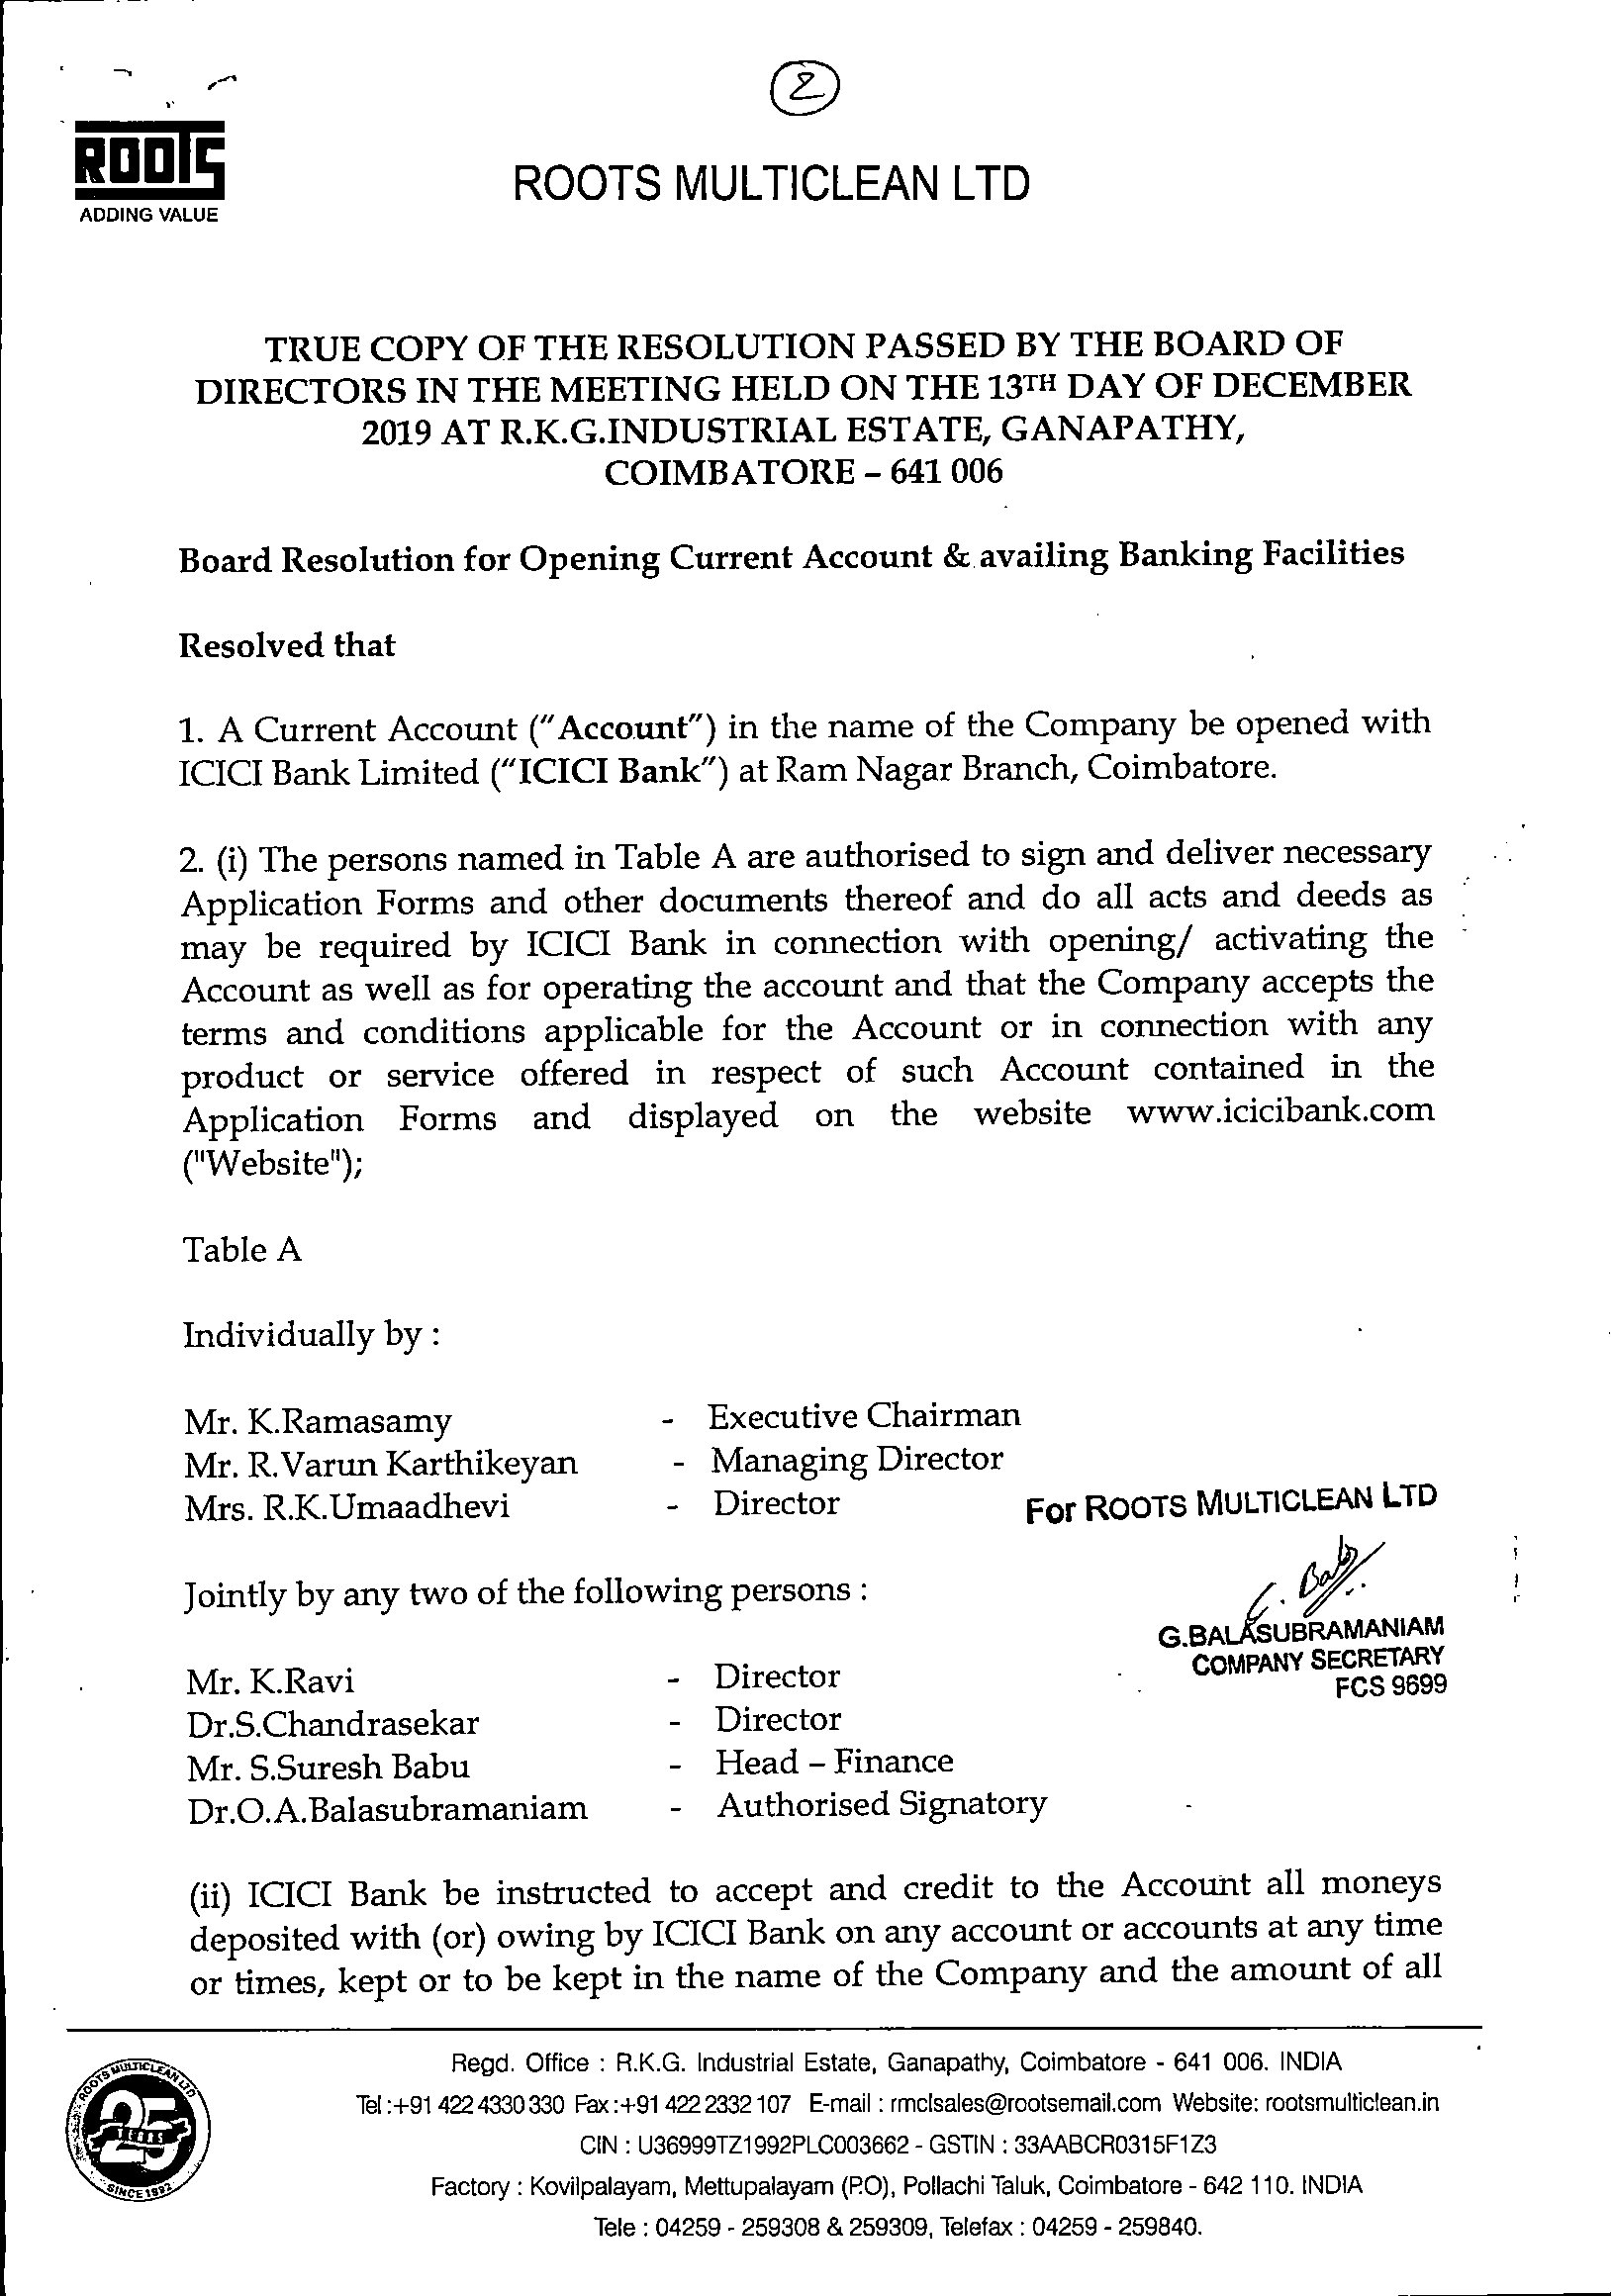 2
ROOTS
ADDING VALUE
ROOTS MULTICLEAN LTD
TRUE COPY OF THE RESOLUTION PASSED BY THE BOARD OF
DIRECTORS IN THE MEETING HELD ON THE 13TH DAY OF DECEMBER
2019 AT R.K.G.INDUSTRIAL ESTATE, GANAPATHY,
COIMBATORE – 641 006
Board Resolution for Opening Current Account & availing Banking Facilities
Resolved that
1. A Current Account ("Account") in the name of the Company be opened with
ICICI Bank Limited ("ICICI Bank") at Ram Nagar Branch, Coimbatore.
2. (i) The persons named in Table A are authorised to sign and deliver necessary
Application Forms and other documents thereof and do all acts and deeds as
may be required by ICICI Bank in connection with opening/ activating the
Account as well as for operating the account and that the Company accepts the
terms and conditions applicable for the Account or in connection with any
product or service offered in respect of such Account contained in the
Application Forms and displayed on the website www.icicibank.com
("Website");
Table A
Individually by :
Mr. K.Ramasamy - Executive Chairman
Mr. R.Varun Karthikeyan - Managing Director
Mrs. R.K.Umaadhevi - Director
For ROOTS MULTICLEAN LTD
Jointly by any two of the following persons :
G.BALASUBRAMANIAM
COMPANY SECRETARY
FCS 9699
Mr. K.Ravi - Director
Dr.S.Chandrasekar - Director
Mr. S.Suresh Babu - Head – Finance
Dr.O.A.Balasubramaniam - Authorised Signatory
(ii) ICICI Bank be instructed to accept and credit to the Account all moneys
deposited with (or) owing by ICICI Bank on any account or accounts at any time
or times, kept or to be kept in the name of the Company and the amount of all
ROOTS MULTICLEAN LTD
25
YEARS
SINCE 1992
Regd. Office : R.K.G. Industrial Estate, Ganapathy, Coimbatore - 641 006. INDIA
Tel :+91 422 4330 330 Fax :+91 422 2332 107 E-mail : rmclsales@rootsemail.com Website: rootsmulticlean.in
CIN : U36999TZ1992PLC003662 - GSTIN : 33AABCR0315F1Z3
Factory : Kovilpalayam, Mettupalayam (P.O), Pollachi Taluk, Coimbatore - 642 110. INDIA
Tele : 04259 - 259308 & 259309, Telefax : 04259 - 259840.